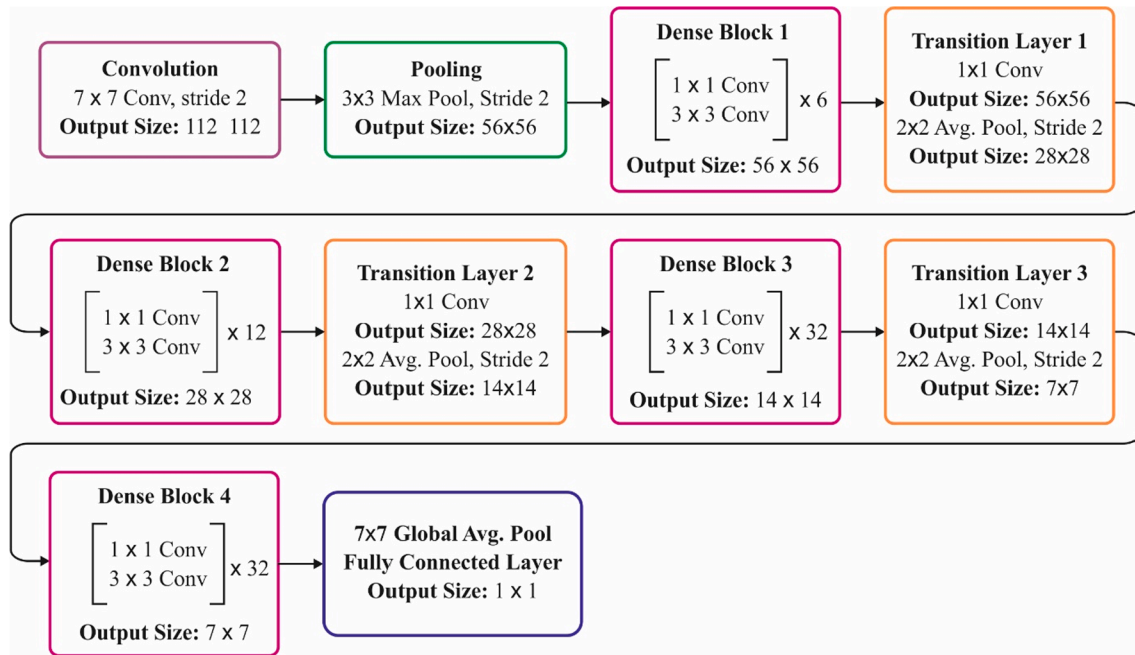 Convolution
7 x 7 Conv, stride 2
Output Size: 112 112
Pooling
3x3 Max Pool, Stride 2
Output Size: 56x56
Dense Block 1
1 x 1 Conv
3 x 3 Conv
x 6
Output Size: 56 x 56
Transition Layer 1
1x1 Conv
Output Size: 56x56
2x2 Avg. Pool, Stride 2
Output Size: 28x28
Dense Block 2
1 x 1 Conv
3 x 3 Conv
x 12
Output Size: 28 x 28
Transition Layer 2
1x1 Conv
Output Size: 28x28
2x2 Avg. Pool, Stride 2
Output Size: 14x14
Dense Block 3
1 x 1 Conv
3 x 3 Conv
x 32
Output Size: 14 x 14
Transition Layer 3
1x1 Conv
Output Size: 14x14
2x2 Avg. Pool, Stride 2
Output Size: 7x7
Dense Block 4
1 x 1 Conv
3 x 3 Conv
x 32
Output Size: 7 x 7
7x7 Global Avg. Pool
Fully Connected Layer
Output Size: 1 x 1